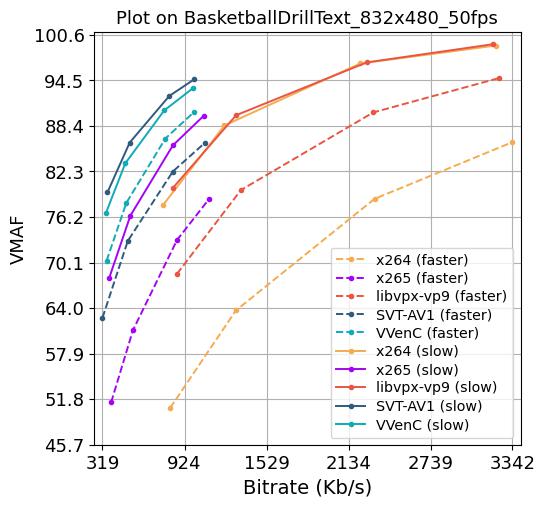 Plot on BasketballDrillText_832x480_50fps
VMAF
100.6
94.5
88.4
82.3
76.2
70.1
64.0
57.9
51.8
45.7
x264 (faster)
x265 (faster)
libvpx-vp9 (faster)
SVT-AV1 (faster)
VVenC (faster)
x264 (slow)
x265 (slow)
libvpx-vp9 (slow)
SVT-AV1 (slow)
VVenC (slow)
319 924 1529 2134 2739 3342
Bitrate (Kb/s)